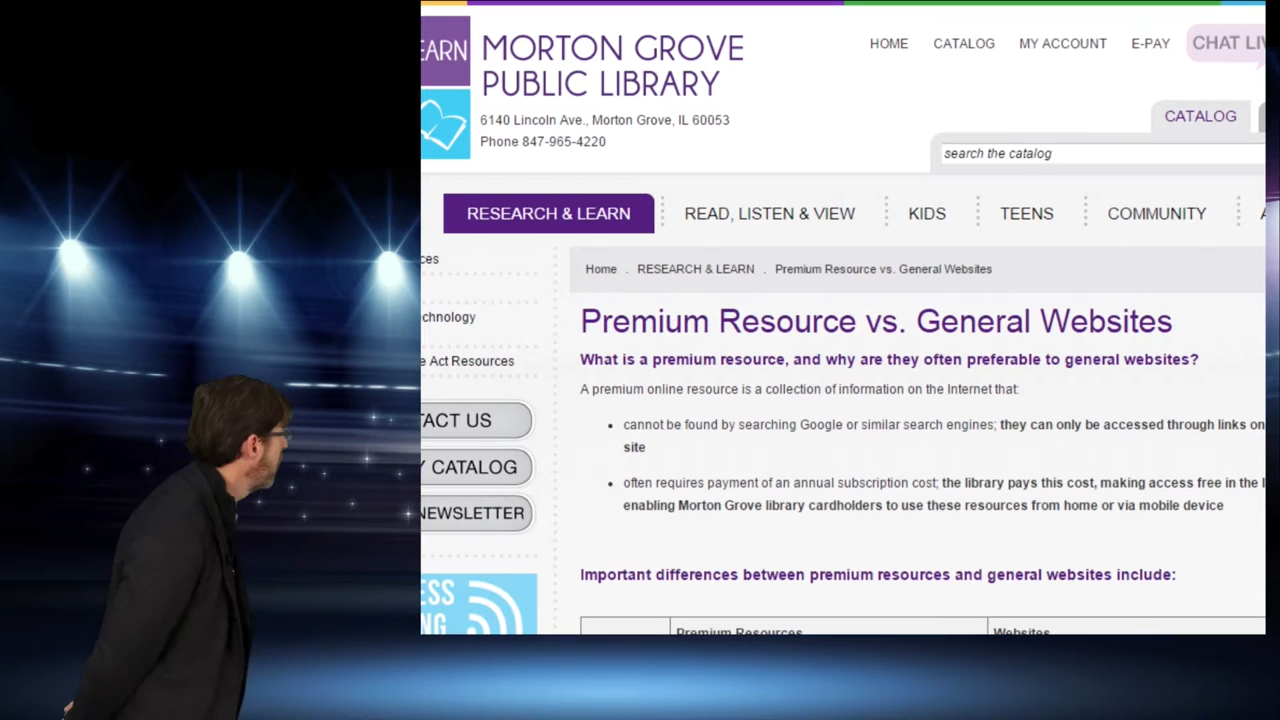 EARN
MORTON GROVE
PUBLIC LIBRARY
6140 Lincoln Ave., Morton Grove, IL 60053
Phone 847-965-4220
HOME CATALOG MY ACCOUNT E-PAY CHAT LIV
CATALOG
search the catalog
RESEARCH & LEARN READ, LISTEN & VIEW KIDS TEENS COMMUNITY
ces
chnology
e Act Resources
TACT US
Y CATALOG
NEWSLETTER
ESS
NG
Home . RESEARCH & LEARN . Premium Resource vs. General Websites
Premium Resource vs. General Websites
What is a premium resource, and why are they often preferable to general websites?
A premium online resource is a collection of information on the Internet that:
• cannot be found by searching Google or similar search engines; they can only be accessed through links on
site
• often requires payment of an annual subscription cost; the library pays this cost, making access free in the l
enabling Morton Grove library cardholders to use these resources from home or via mobile device
Important differences between premium resources and general websites include:
Premium Resources Websites